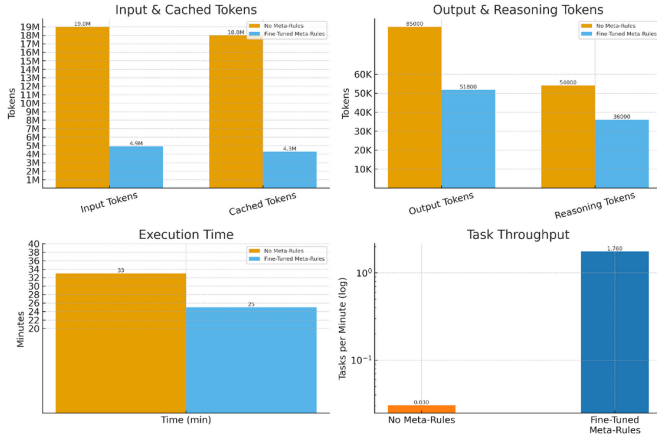 Input & Cached Tokens
19M
18M
17M
16M
15M
14M
13M
12M
11M
10M
9M
8M
7M
6M
5M
4M
3M
2M
1M
Tokens
19.0M
4.9M
18.0M
4.3M
No Meta-Rules
Fine-Tuned Meta-Rules
Input Tokens
Cached Tokens
Output & Reasoning Tokens
60K
50K
40K
30K
20K
10K
Tokens
85000
51800
54000
36000
No Meta-Rules
Fine-Tuned Meta-Rules
Output Tokens
Reasoning Tokens
Execution Time
40
38
36
34
32
30
28
26
24
22
20
Minutes
33
25
No Meta-Rules
Fine-Tuned Meta-Rules
Time (min)
Task Throughput
10⁰
10⁻¹
Tasks per Minute (log)
0.030
1.760
No Meta-Rules
Fine-Tuned
Meta-Rules